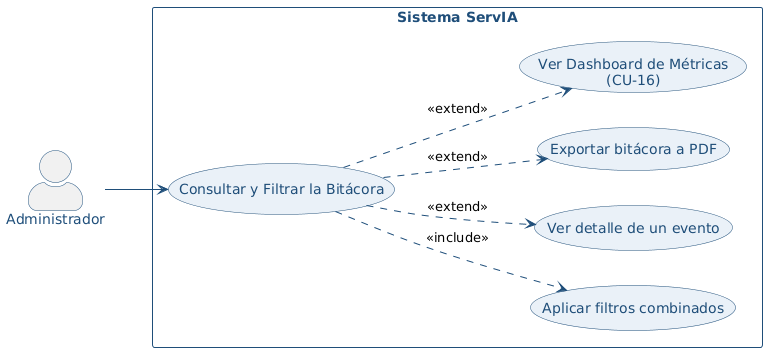 Sistema ServIA
Ver Dashboard de Métricas
(CU-16)
«extend»
Exportar bitácora a PDF
«extend»
Consultar y Filtrar la Bitácora
Administrador
«extend»
Ver detalle de un evento
«include»
Aplicar filtros combinados